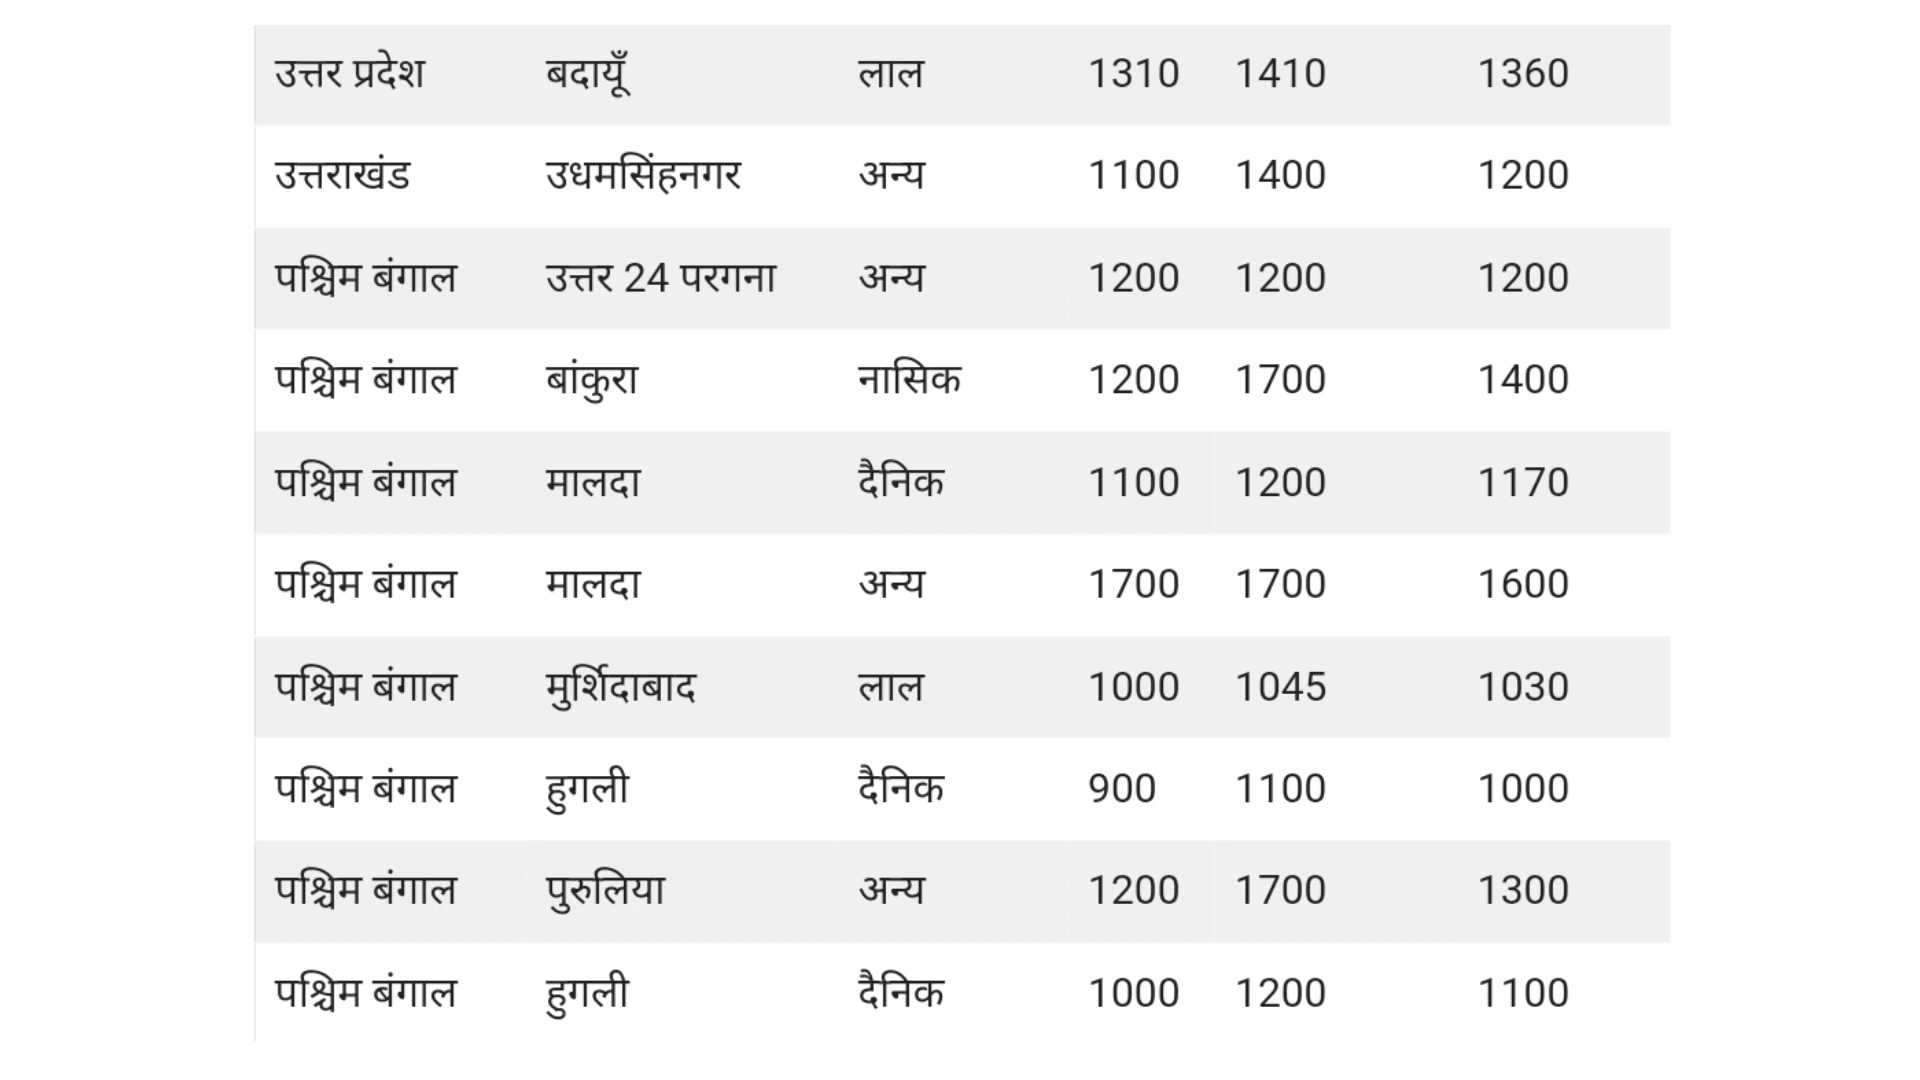 उत्तर प्रदेश बदायूँ लाल 1310 1410 1360
उत्तराखंड उधमसिंहनगर अन्य 1100 1400 1200
पश्चिम बंगाल उत्तर 24 परगना अन्य 1200 1200 1200
पश्चिम बंगाल बांकुरा नासिक 1200 1700 1400
पश्चिम बंगाल मालदा दैनिक 1100 1200 1170
पश्चिम बंगाल मालदा अन्य 1700 1700 1600
पश्चिम बंगाल मुर्शिदाबाद लाल 1000 1045 1030
पश्चिम बंगाल हुगली दैनिक 900 1100 1000
पश्चिम बंगाल पुरुलिया अन्य 1200 1700 1300
पश्चिम बंगाल हुगली दैनिक 1000 1200 1100